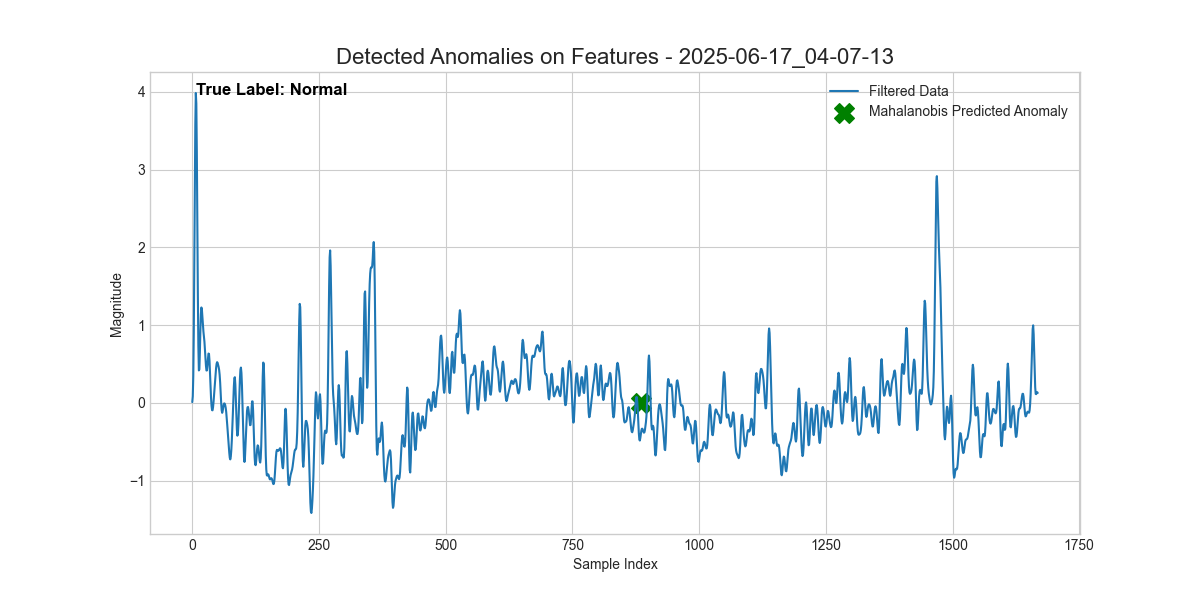 Detected Anomalies on Features - 2025-06-17_04-07-13
True Label: Normal
Filtered Data
Mahalanobis Predicted Anomaly
Magnitude
4
3
2
1
0
−1
0 250 500 750 1000 1250 1500 1750
Sample Index